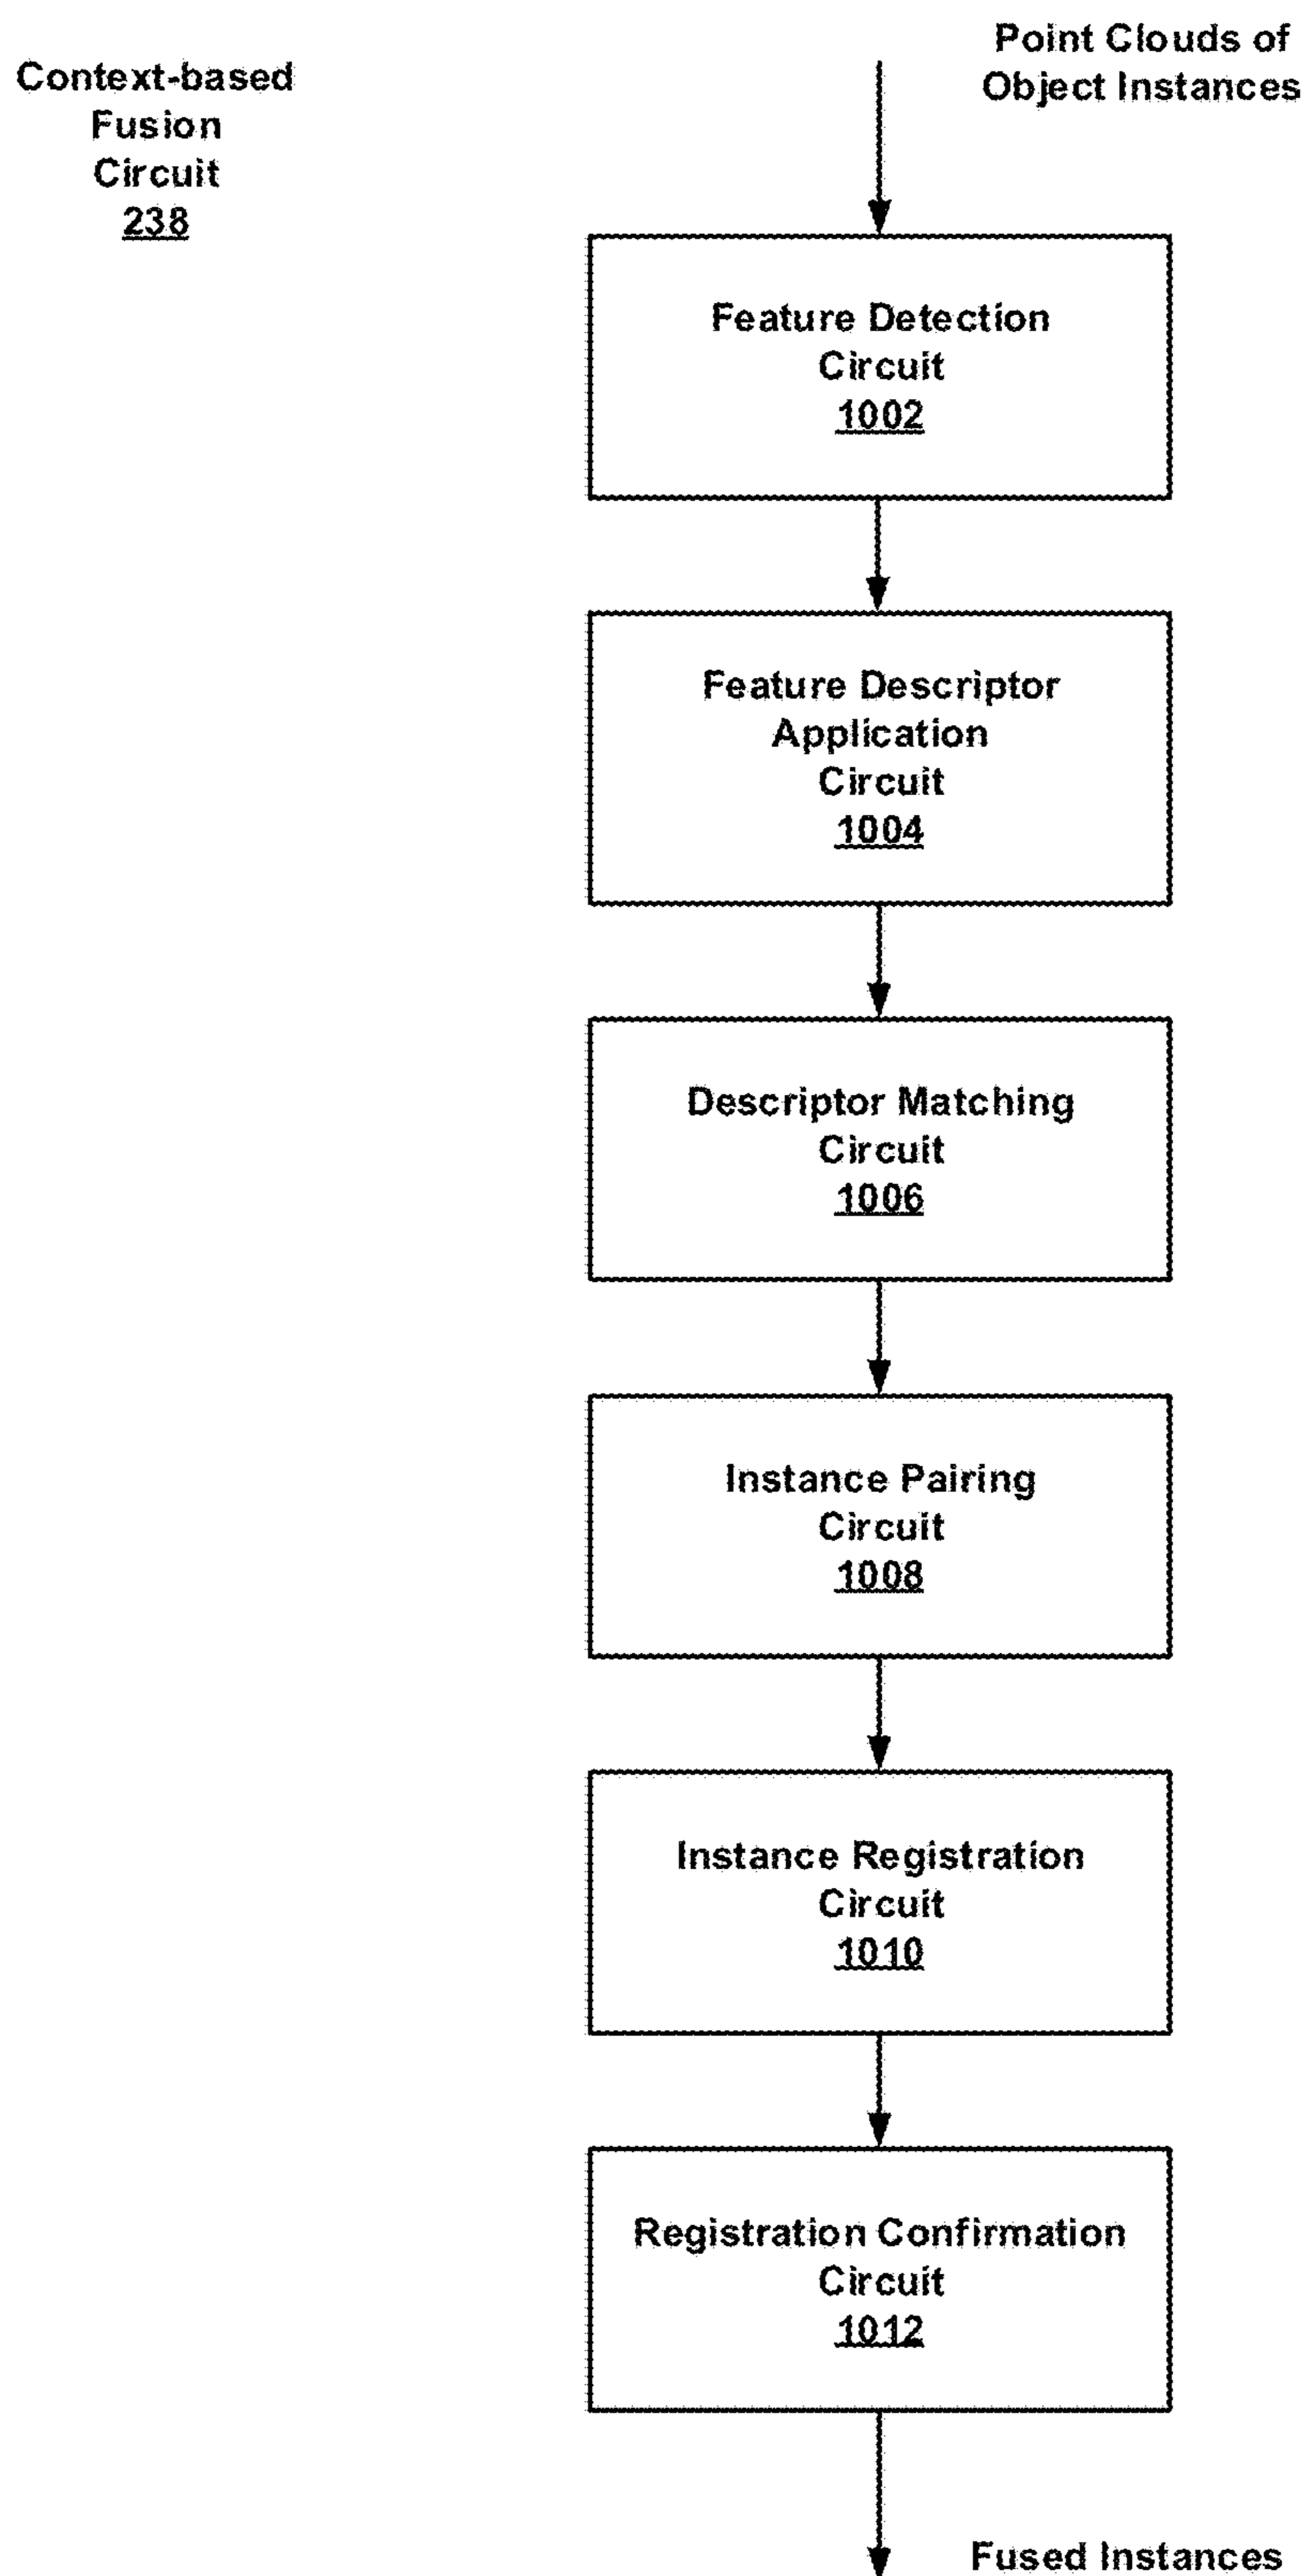 Context-based
Fusion
Circuit
238
Point Clouds of
Object Instances
Feature Detection
Circuit
1002
Feature Descriptor
Application
Circuit
1004
Descriptor Matching
Circuit
1006
Instance Pairing
Circuit
1008
Instance Registration
Circuit
1010
Registration Confirmation
Circuit
1012
Fused Instances